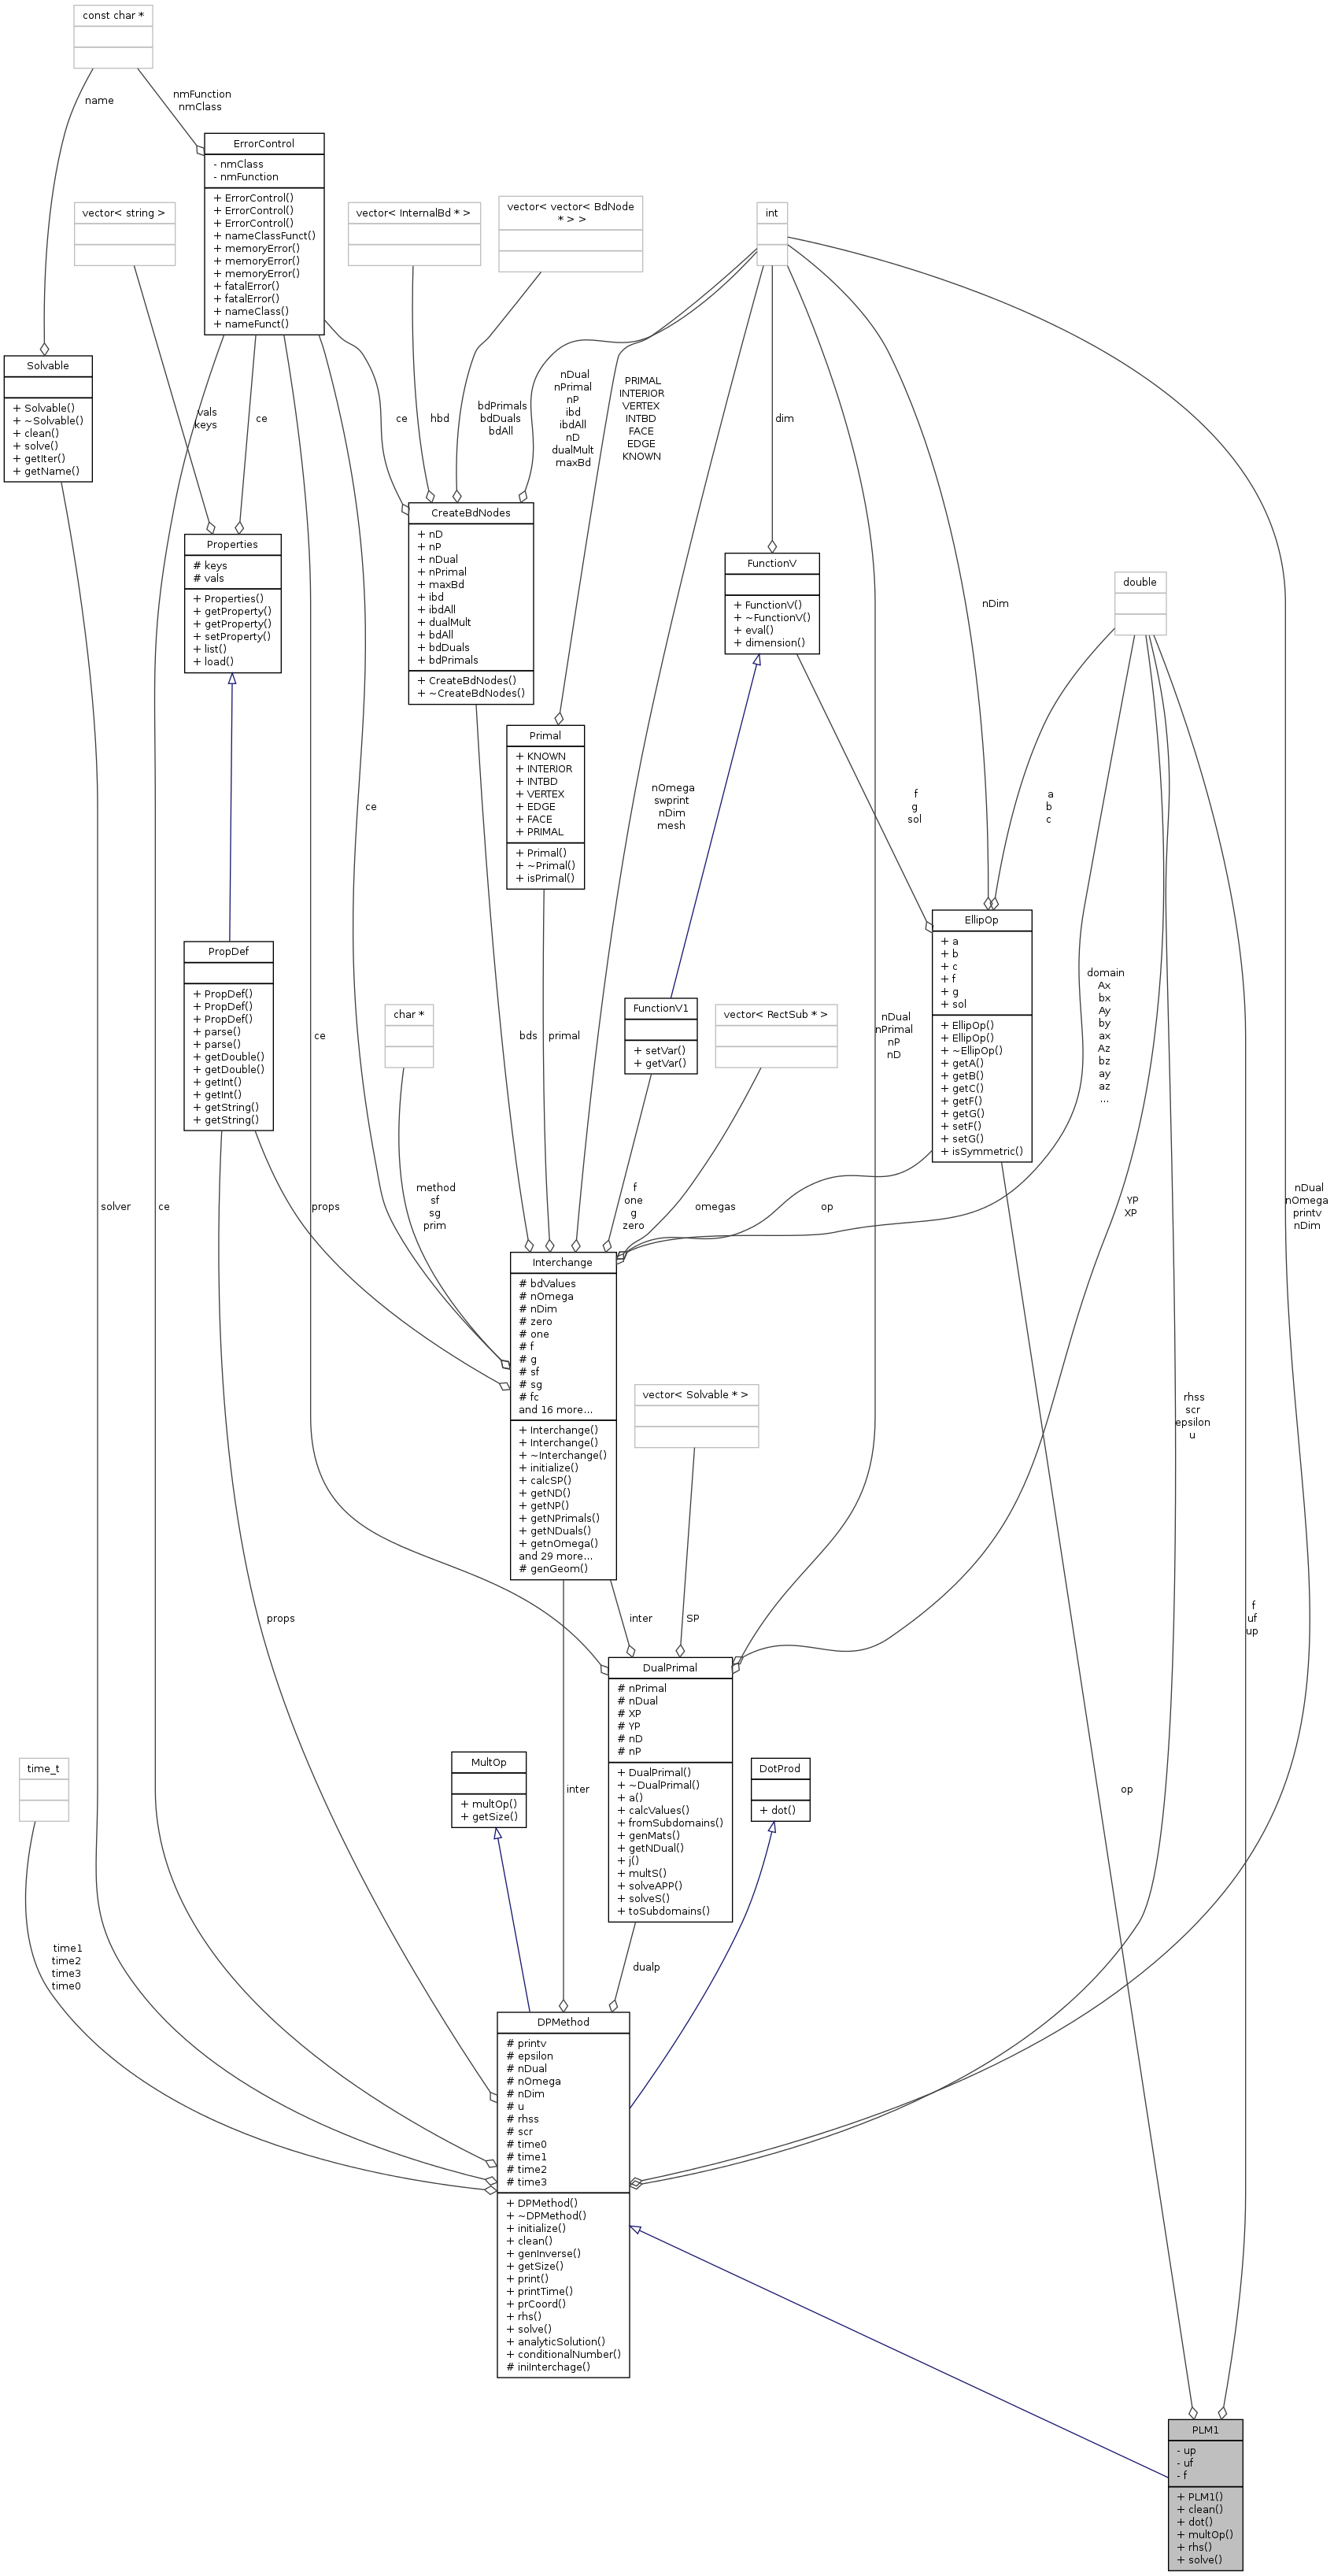 const char *
name
nmFunction
nmClass
ErrorControl
- nmClass
- nmFunction
+ ErrorControl()
+ ErrorControl()
+ ErrorControl()
+ nameClassFunct()
+ memoryError()
+ memoryError()
+ memoryError()
+ fatalError()
+ fatalError()
+ nameClass()
+ nameFunct()
vector< string >
vector< InternalBd * >
vector< vector< BdNode
* > >
int
Solvable
+ Solvable()
+ ~Solvable()
+ clean()
+ solve()
+ getIter()
+ getName()
vals
keys
ce
ce
hbd
bdPrimals
bdDuals
bdAll
nDual
nPrimal
nP
ibd
ibdAll
nD
dualMult
maxBd
PRIMAL
INTERIOR
VERTEX
INTBD
FACE
EDGE
KNOWN
dim
Properties
# keys
# vals
+ Properties()
+ getProperty()
+ getProperty()
+ setProperty()
+ list()
+ load()
CreateBdNodes
+ nD
+ nP
+ nDual
+ nPrimal
+ maxBd
+ ibd
+ ibdAll
+ dualMult
+ bdAll
+ bdDuals
+ bdPrimals
+ CreateBdNodes()
+ ~CreateBdNodes()
FunctionV
+ FunctionV()
+ ~FunctionV()
+ eval()
+ dimension()
nDim
double
Primal
+ KNOWN
+ INTERIOR
+ INTBD
+ VERTEX
+ EDGE
+ FACE
+ PRIMAL
+ Primal()
+ ~Primal()
+ isPrimal()
ce
nOmega
swprint
nDim
mesh
f
g
sol
a
b
c
EllipOp
+ a
+ b
+ c
+ f
+ g
+ sol
+ EllipOp()
+ EllipOp()
+ ~EllipOp()
+ getA()
+ getB()
+ getC()
+ getF()
+ getG()
+ setF()
+ setG()
+ isSymmetric()
PropDef
+ PropDef()
+ PropDef()
+ PropDef()
+ parse()
+ parse()
+ getDouble()
+ getDouble()
+ getInt()
+ getInt()
+ getString()
+ getString()
ce
char *
bds
primal
FunctionV1
+ setVar()
+ getVar()
vector< RectSub * >
nDual
nPrimal
nP
nD
domain
Ax
bx
Ay
by
ax
Az
bz
ay
az
...
solver
ce
props
method
sf
sg
prim
f
one
g
zero
omegas
op
YP
XP
nDual
nOmega
printv
nDim
Interchange
# bdValues
# nOmega
# nDim
# zero
# one
# f
# g
# sf
# sg
# fc
and 16 more...
+ Interchange()
+ Interchange()
+ ~Interchange()
+ initialize()
+ calcSP()
+ getND()
+ getNP()
+ getNPrimals()
+ getNDuals()
+ getnOmega()
and 29 more...
# genGeom()
vector< Solvable * >
rhss
scr
epsilon
u
props
inter
SP
f
uf
up
DualPrimal
# nPrimal
# nDual
# XP
# YP
# nD
# nP
+ DualPrimal()
+ ~DualPrimal()
+ a()
+ calcValues()
+ fromSubdomains()
+ genMats()
+ getNDual()
+ j()
+ multS()
+ solveAPP()
+ solveS()
+ toSubdomains()
time_t
MultOp
+ multOp()
+ getSize()
inter
DotProd
+ dot()
op
time1
time2
time3
time0
dualp
DPMethod
# printv
# epsilon
# nDual
# nOmega
# nDim
# u
# rhss
# scr
# time0
# time1
# time2
# time3
+ DPMethod()
+ ~DPMethod()
+ initialize()
+ clean()
+ genInverse()
+ getSize()
+ print()
+ printTime()
+ prCoord()
+ rhs()
+ solve()
+ analyticSolution()
+ conditionalNumber()
# iniInterchage()
PLM1
- up
- uf
- f
+ PLM1()
+ clean()
+ dot()
+ multOp()
+ rhs()
+ solve()